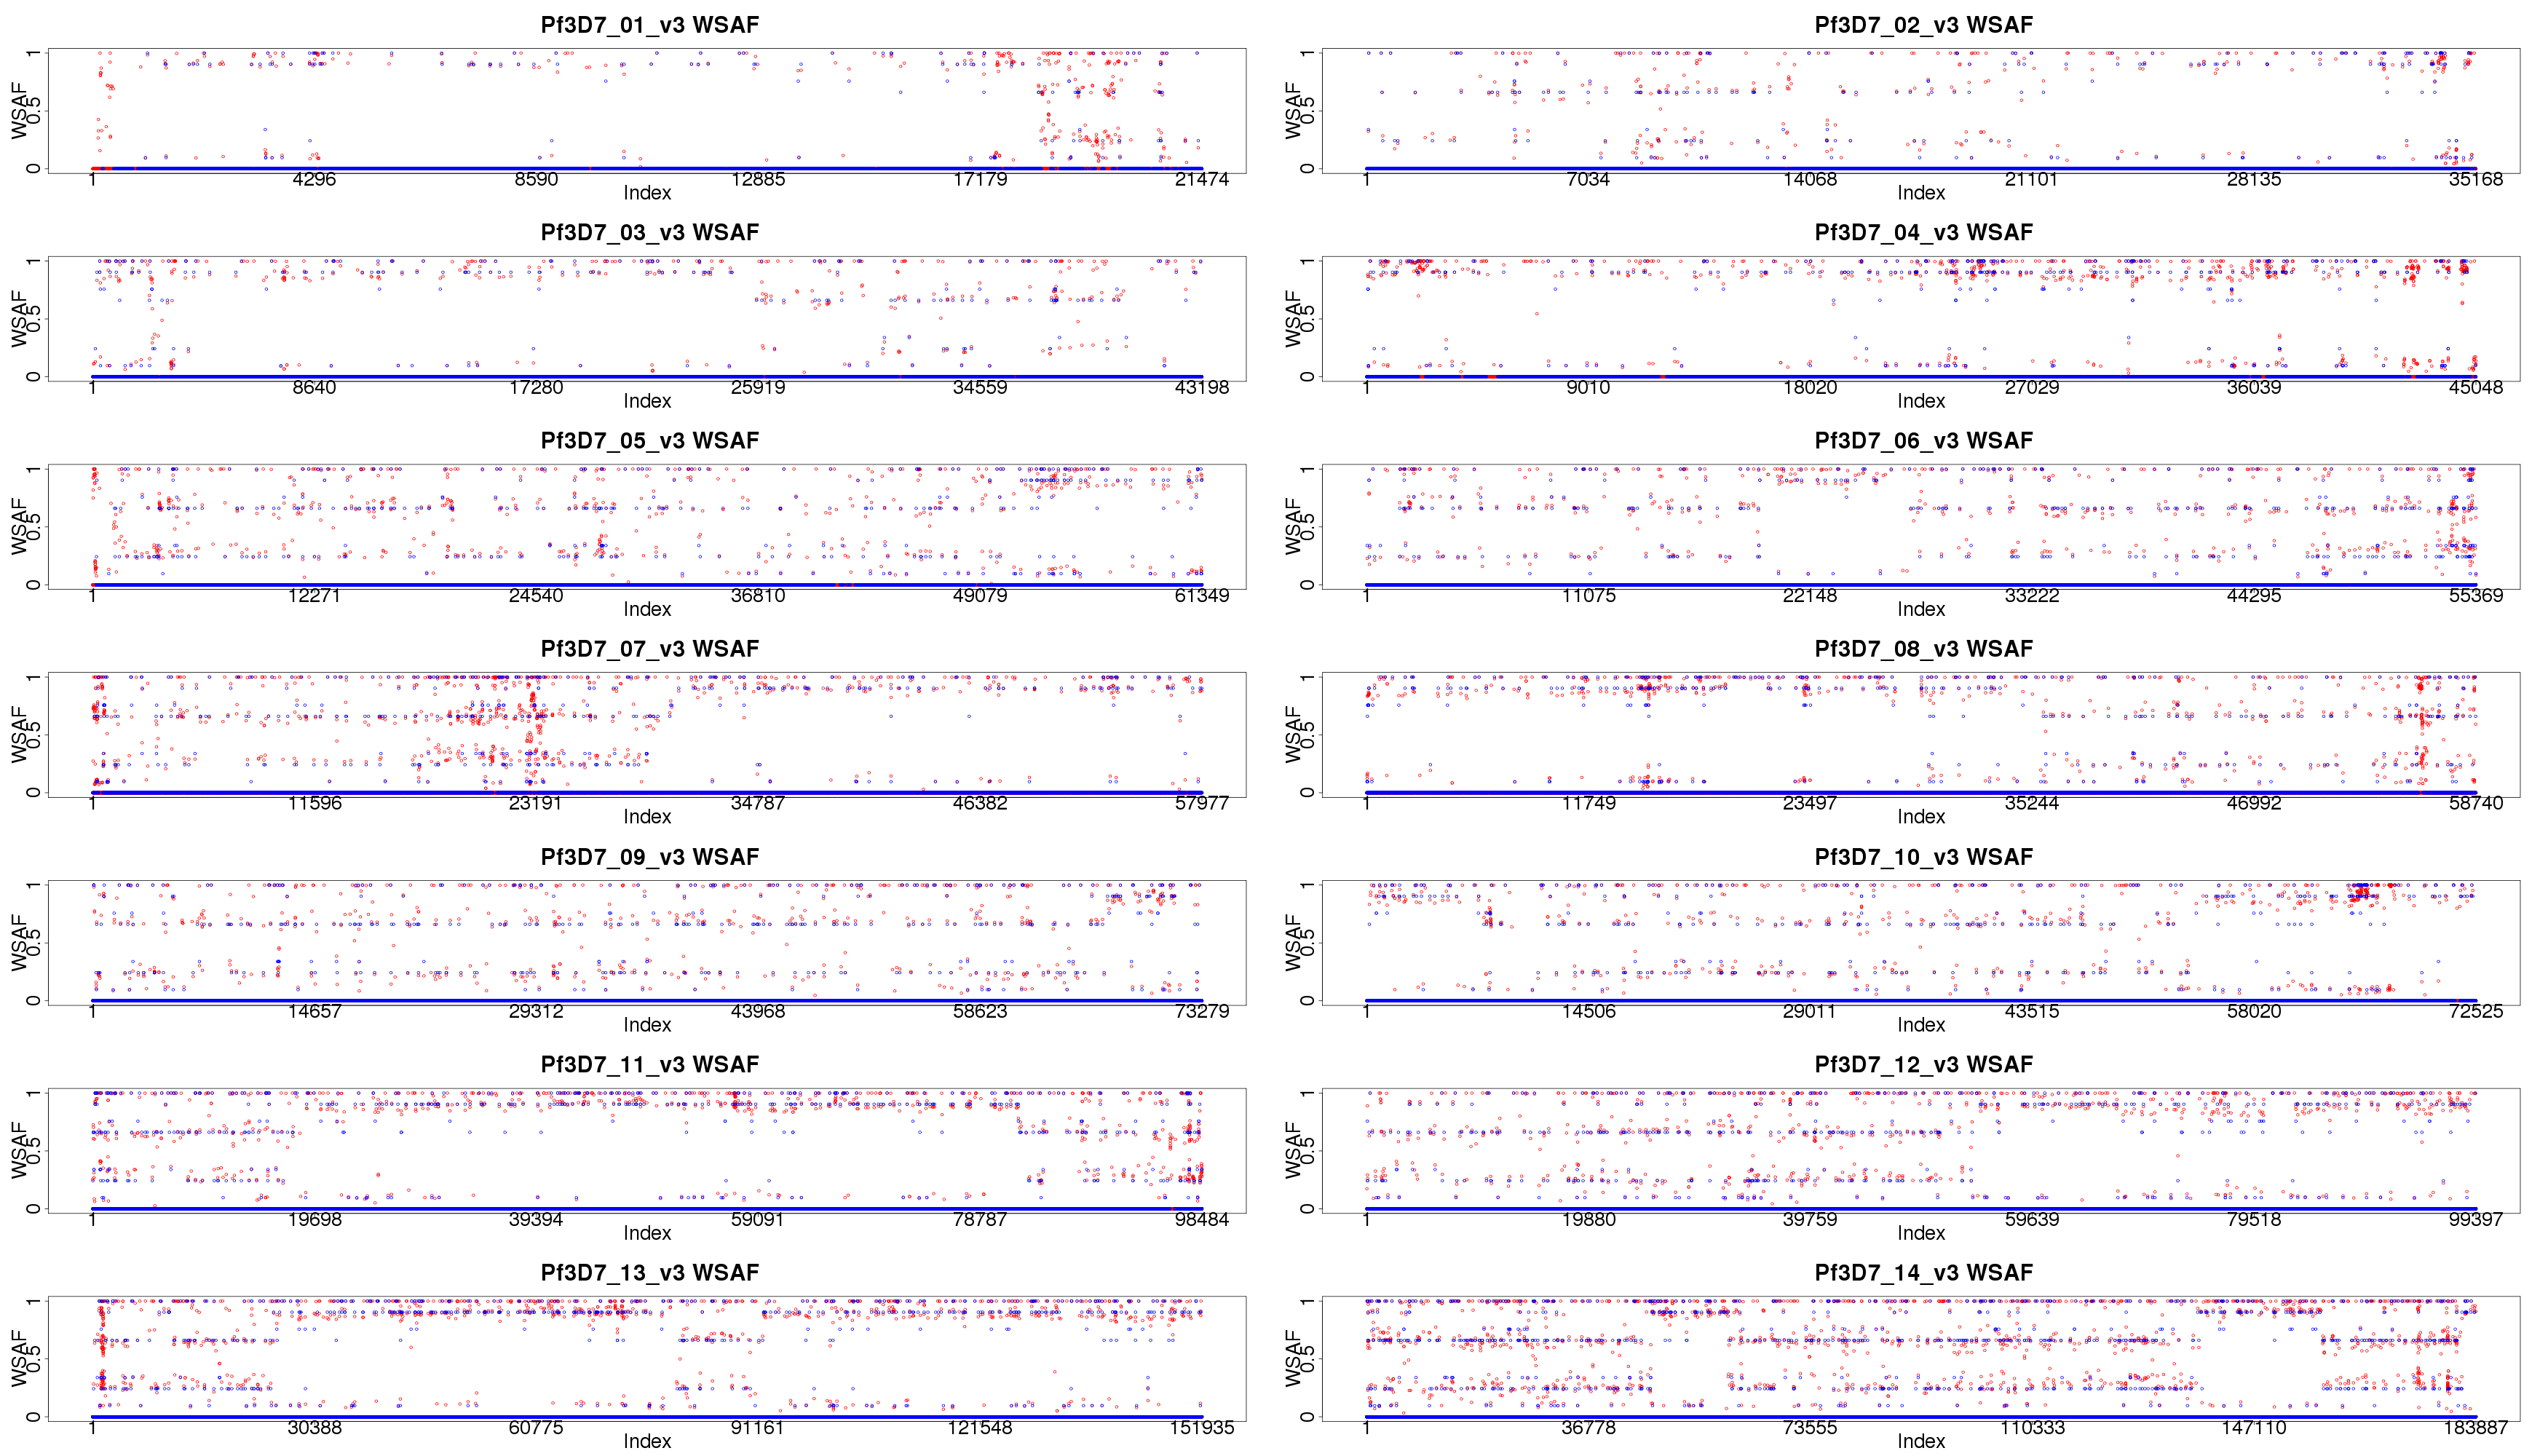 Pf3D7_01_v3 WSAF
WSAF
0 0.5 1
1 4296 8590 12885 17179 21474
Index
Pf3D7_02_v3 WSAF
WSAF
0 0.5 1
1 7034 14068 21101 28135 35168
Index
Pf3D7_03_v3 WSAF
WSAF
0 0.5 1
1 8640 17280 25919 34559 43198
Index
Pf3D7_04_v3 WSAF
WSAF
0 0.5 1
1 9010 18020 27029 36039 45048
Index
Pf3D7_05_v3 WSAF
WSAF
0 0.5 1
1 12271 24540 36810 49079 61349
Index
Pf3D7_06_v3 WSAF
WSAF
0 0.5 1
1 11075 22148 33222 44295 55369
Index
Pf3D7_07_v3 WSAF
WSAF
0 0.5 1
1 11596 23191 34787 46382 57977
Index
Pf3D7_08_v3 WSAF
WSAF
0 0.5 1
1 11749 23497 35244 46992 58740
Index
Pf3D7_09_v3 WSAF
WSAF
0 0.5 1
1 14657 29312 43968 58623 73279
Index
Pf3D7_10_v3 WSAF
WSAF
0 0.5 1
1 14506 29011 43515 58020 72525
Index
Pf3D7_11_v3 WSAF
WSAF
0 0.5 1
1 19698 39394 59091 78787 98484
Index
Pf3D7_12_v3 WSAF
WSAF
0 0.5 1
1 19880 39759 59639 79518 99397
Index
Pf3D7_13_v3 WSAF
WSAF
0 0.5 1
1 30388 60775 91161 121548 151935
Index
Pf3D7_14_v3 WSAF
WSAF
0 0.5 1
1 36778 73555 110333 147110 183887
Index